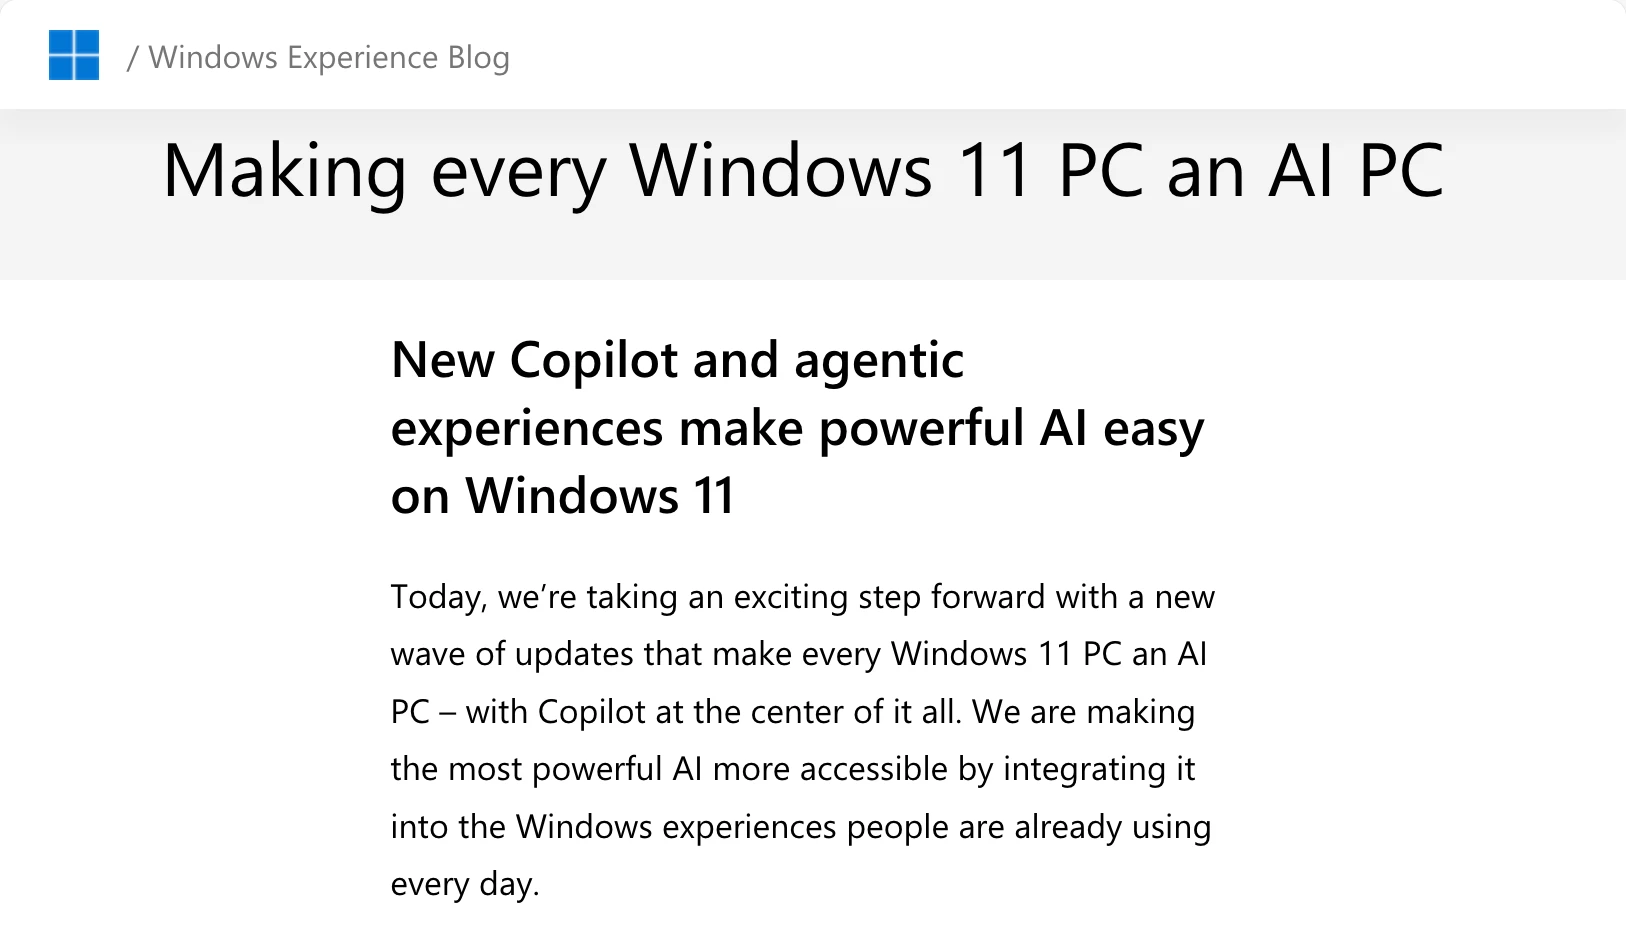 / Windows Experience Blog
Making every Windows 11 PC an AI PC
New Copilot and agentic
experiences make powerful AI easy
on Windows 11
Today, we’re taking an exciting step forward with a new
wave of updates that make every Windows 11 PC an AI
PC – with Copilot at the center of it all. We are making
the most powerful AI more accessible by integrating it
into the Windows experiences people are already using
every day.